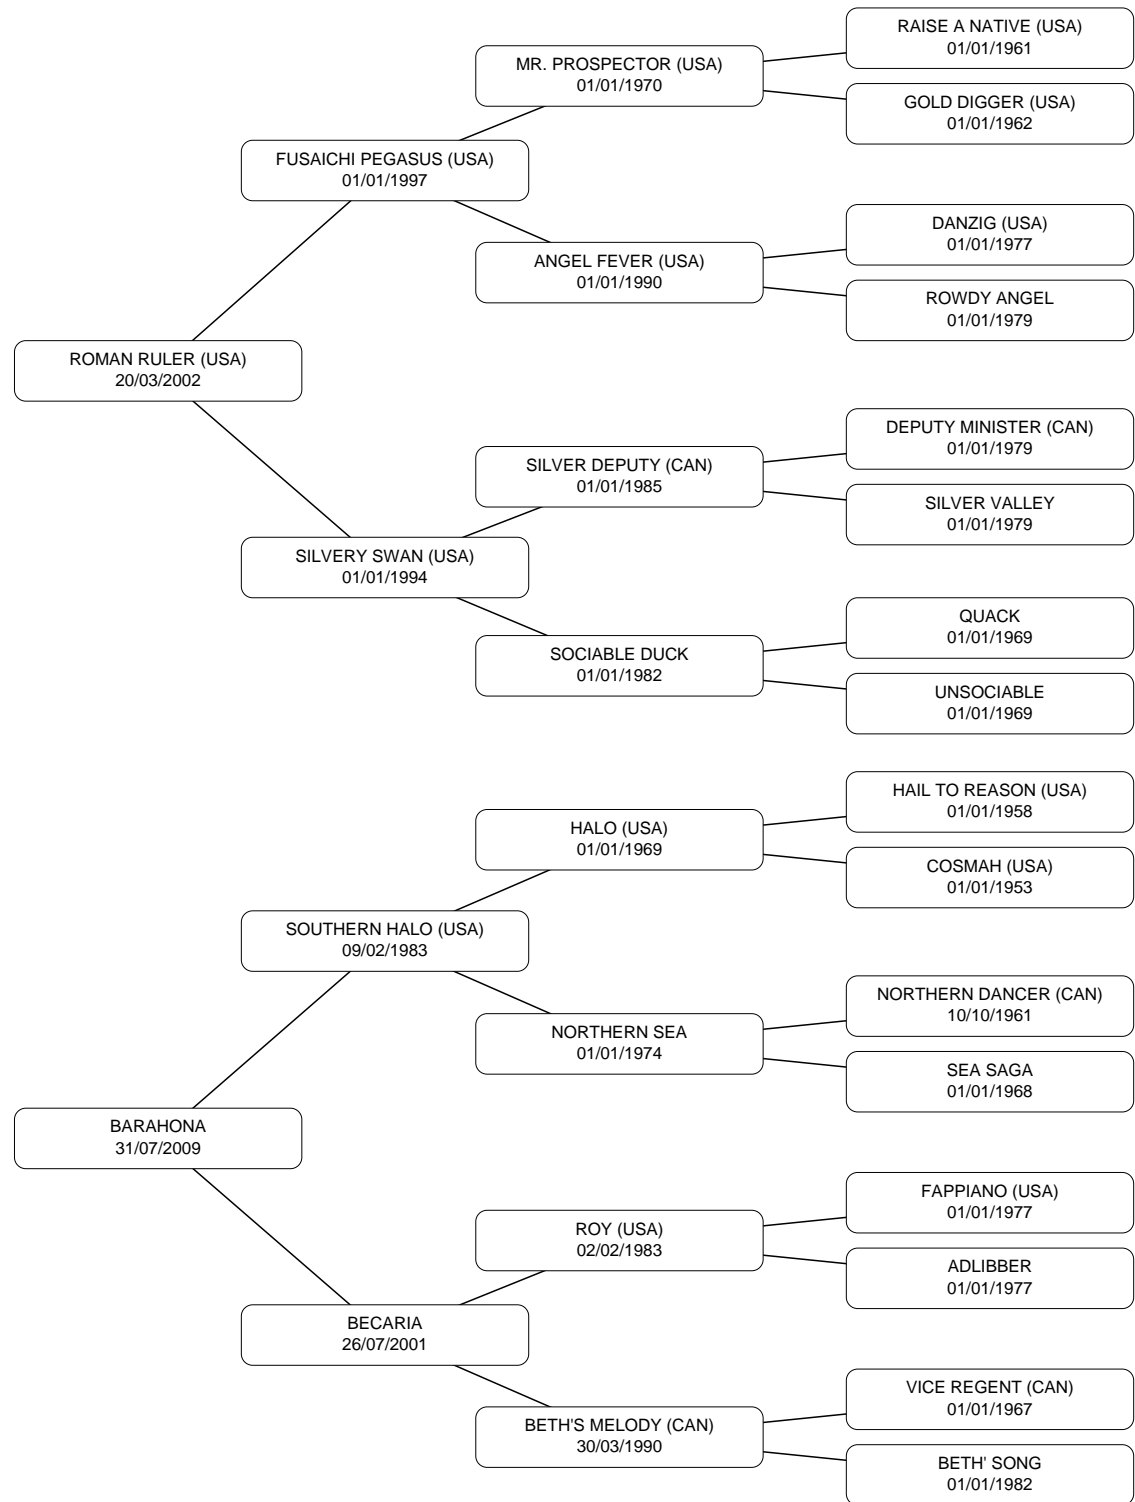 RAISE A NATIVE (USA)
01/01/1961
MR. PROSPECTOR (USA)
01/01/1970
GOLD DIGGER (USA)
01/01/1962
FUSAICHI PEGASUS (USA)
01/01/1997
DANZIG (USA)
01/01/1977
ANGEL FEVER (USA)
01/01/1990
ROWDY ANGEL
01/01/1979
ROMAN RULER (USA)
20/03/2002
DEPUTY MINISTER (CAN)
01/01/1979
SILVER DEPUTY (CAN)
01/01/1985
SILVER VALLEY
01/01/1979
SILVERY SWAN (USA)
01/01/1994
QUACK
01/01/1969
SOCIABLE DUCK
01/01/1982
UNSOCIABLE
01/01/1969
HAIL TO REASON (USA)
01/01/1958
HALO (USA)
01/01/1969
COSMAH (USA)
01/01/1953
SOUTHERN HALO (USA)
09/02/1983
NORTHERN DANCER (CAN)
10/10/1961
NORTHERN SEA
01/01/1974
SEA SAGA
01/01/1968
BARAHONA
31/07/2009
FAPPIANO (USA)
01/01/1977
ROY (USA)
02/02/1983
ADLIBBER
01/01/1977
BECARIA
26/07/2001
VICE REGENT (CAN)
01/01/1967
BETH'S MELODY (CAN)
30/03/1990
BETH' SONG
01/01/1982